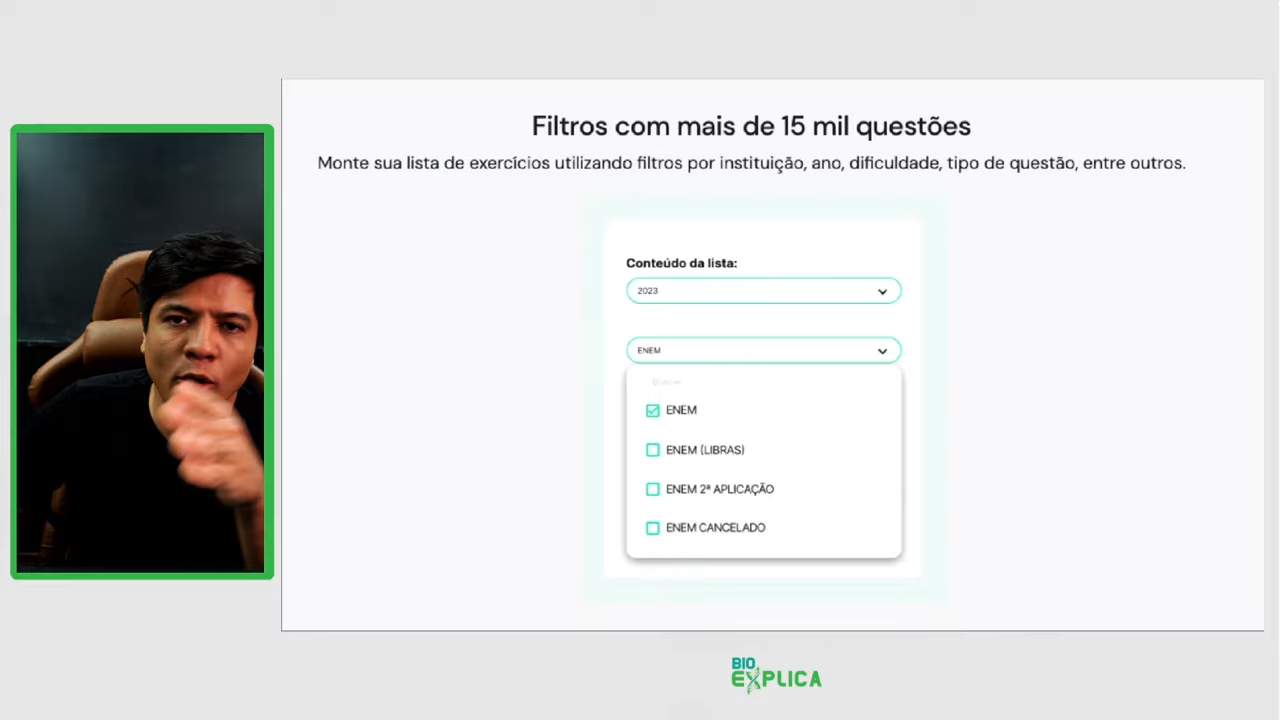 Filtros com mais de 15 mil questões
Monte sua lista de exercícios utilizando filtros por instituição, ano, dificuldade, tipo de questão, entre outros.
Conteúdo da lista:
2023
ENEM
Buscar
ENEM
ENEM (LIBRAS)
ENEM 2ª APLICAÇÃO
ENEM CANCELADO
BIO
EXPLICA